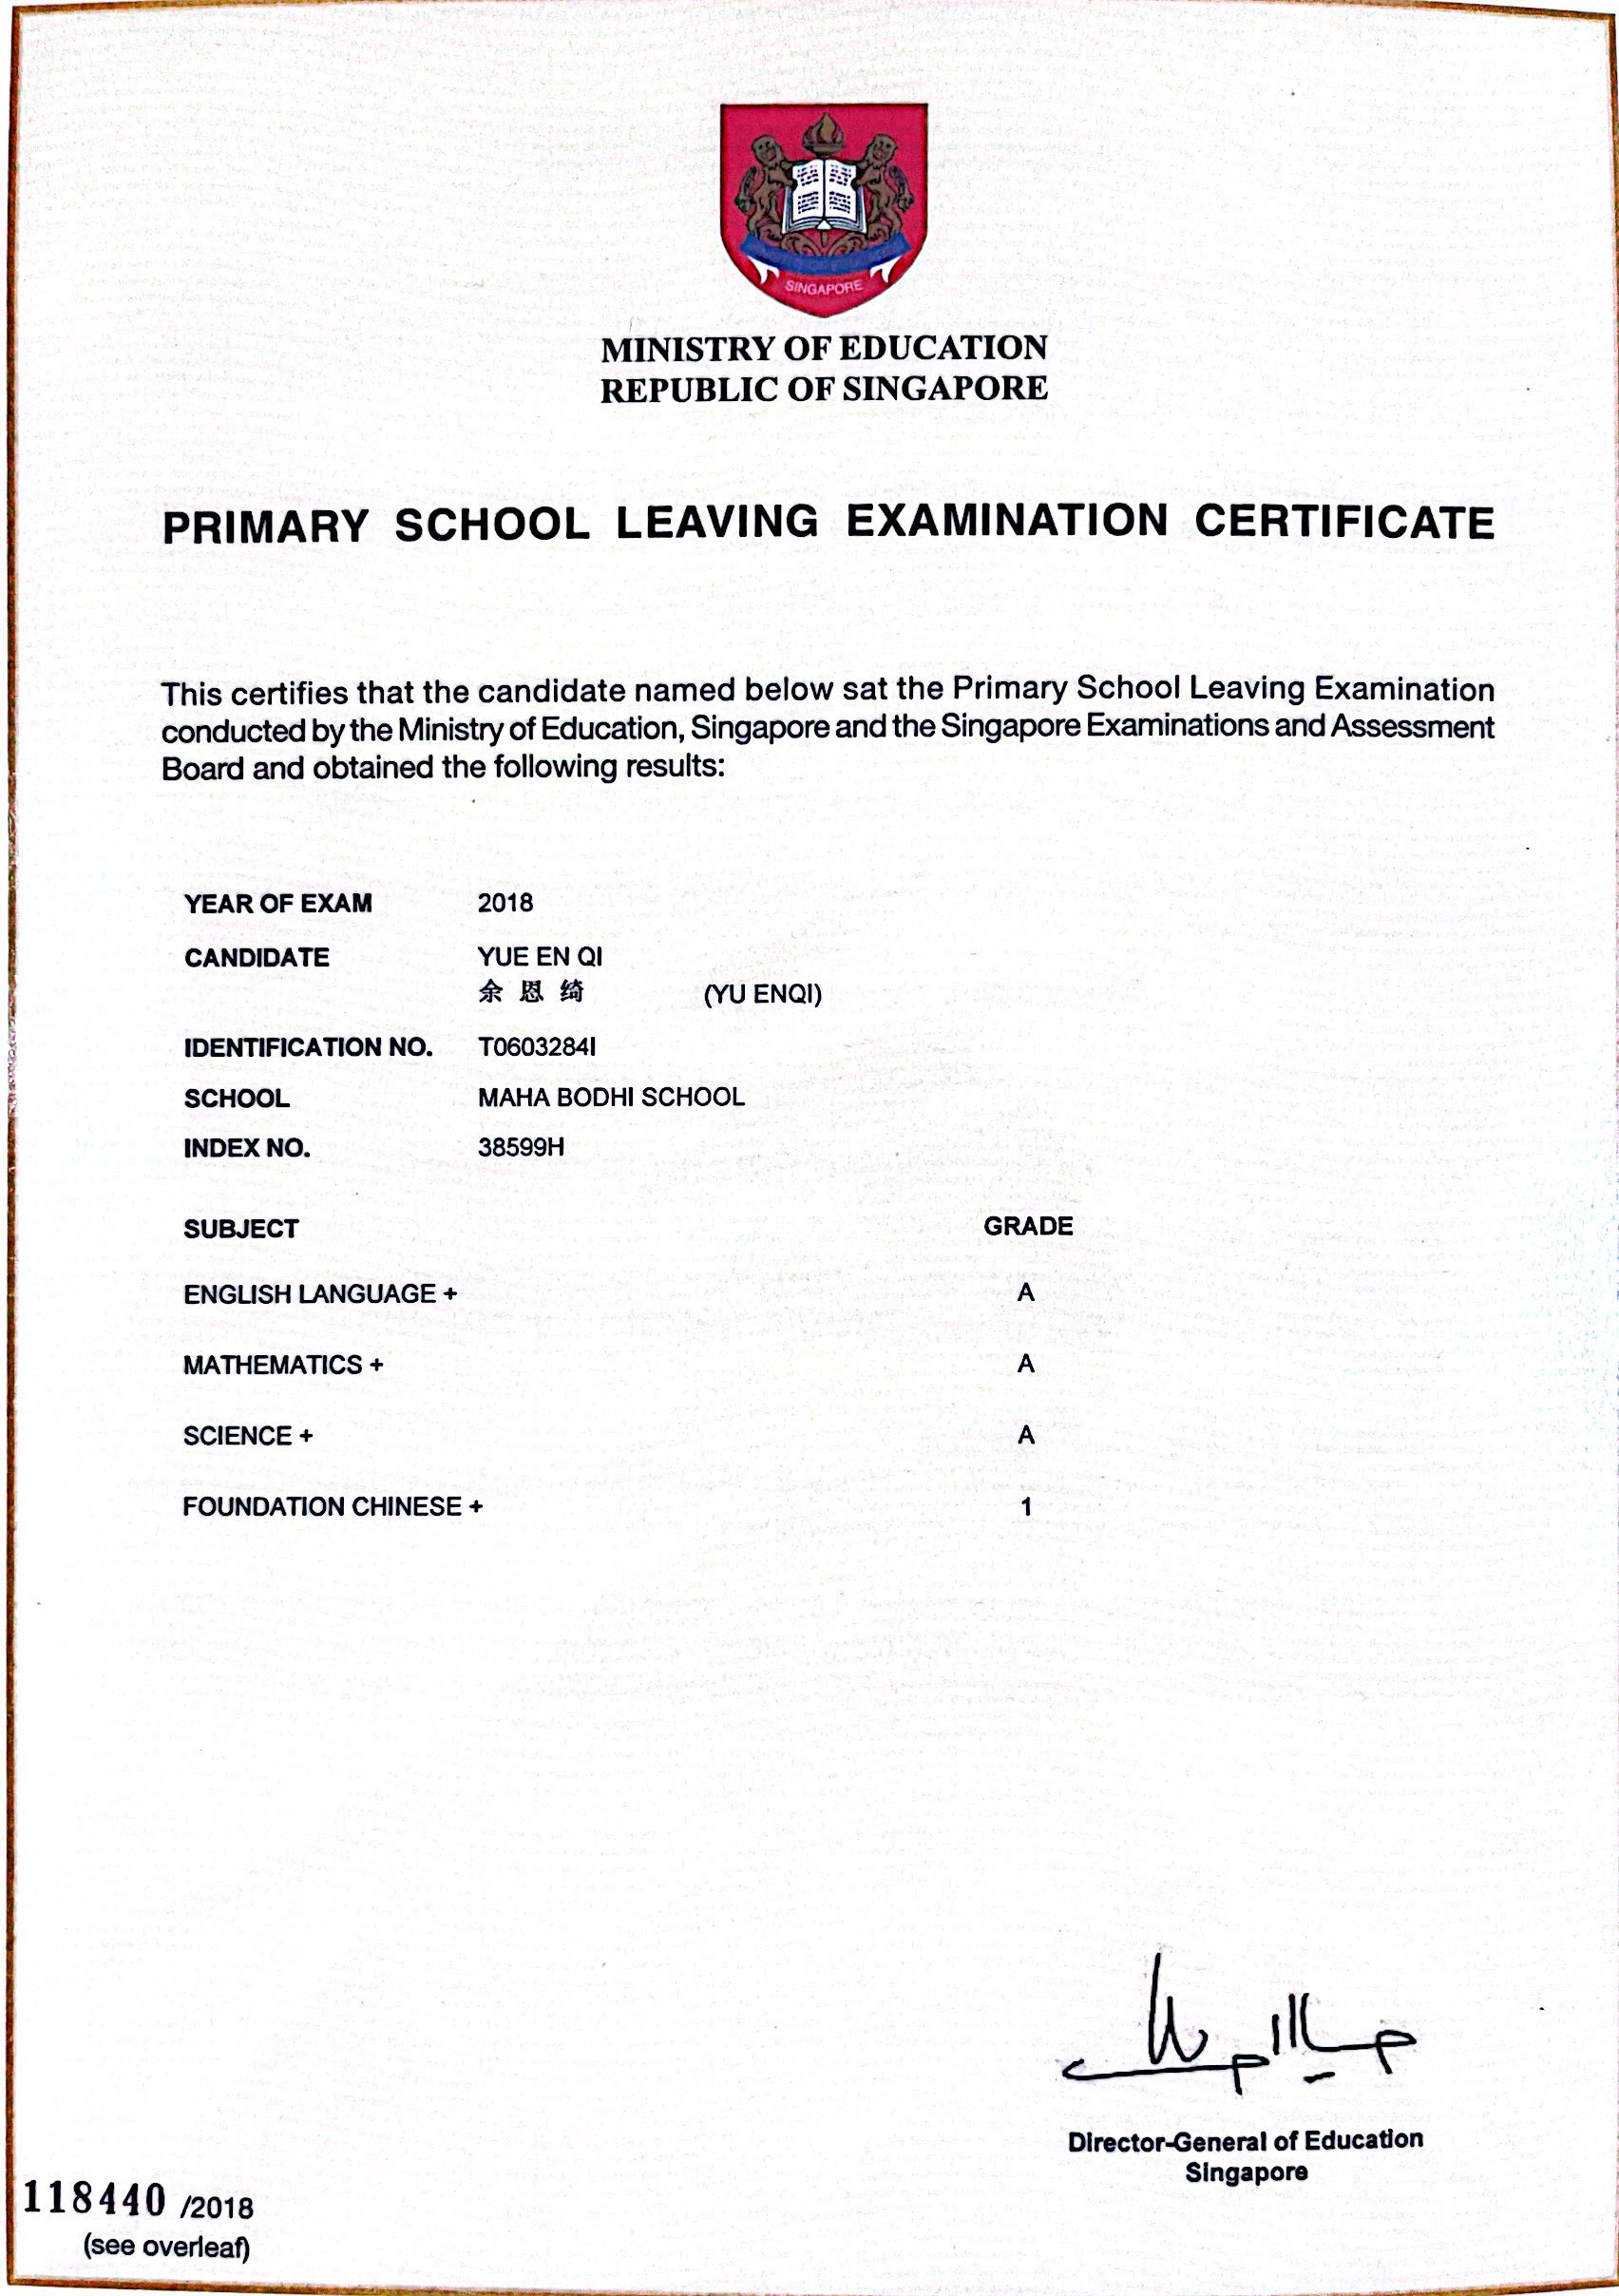 SINGAPORE
MINISTRY OF EDUCATION
REPUBLIC OF SINGAPORE
PRIMARY SCHOOL LEAVING EXAMINATION CERTIFICATE
This certifies that the candidate named below sat the Primary School Leaving Examination
conducted by the Ministry of Education, Singapore and the Singapore Examinations and Assessment
Board and obtained the following results:
YEAR OF EXAM 2018
CANDIDATE YUE EN QI
余 恩 绮 (YU ENQI)
IDENTIFICATION NO. T0603284I
SCHOOL MAHA BODHI SCHOOL
INDEX NO. 38599H
SUBJECT GRADE
ENGLISH LANGUAGE + A
MATHEMATICS + A
SCIENCE + A
FOUNDATION CHINESE + 1
Director-General of Education
Singapore
118440 /2018
(see overleaf)